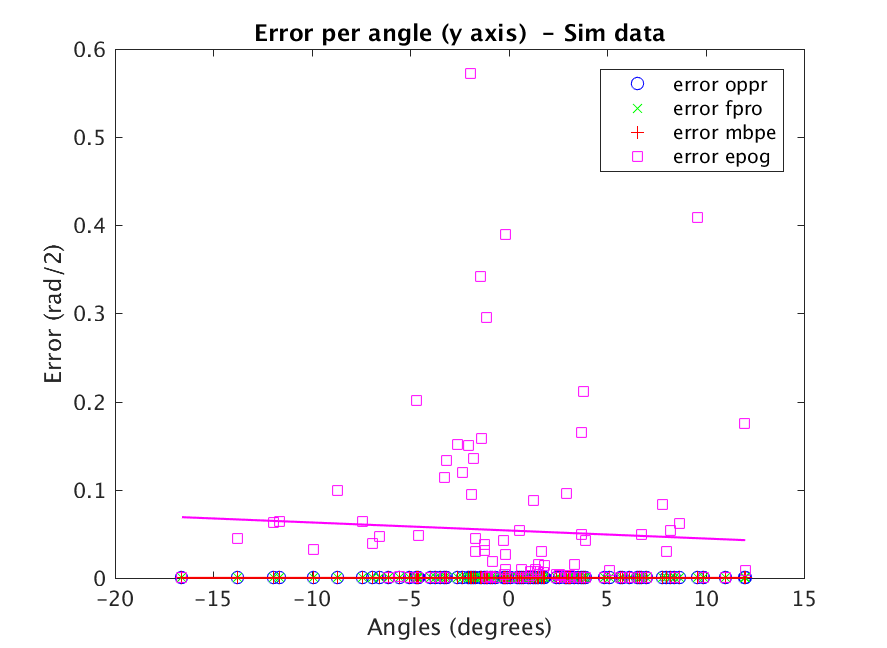 Error per angle (y axis)  - Sim data
0.6
0.5
0.4
0.3
0.2
0.1
0
Error (rad/2)
error oppr
error fpro
error mbpe
error epog
-20
-15
-10
-5
0
5
10
15
Angles (degrees)